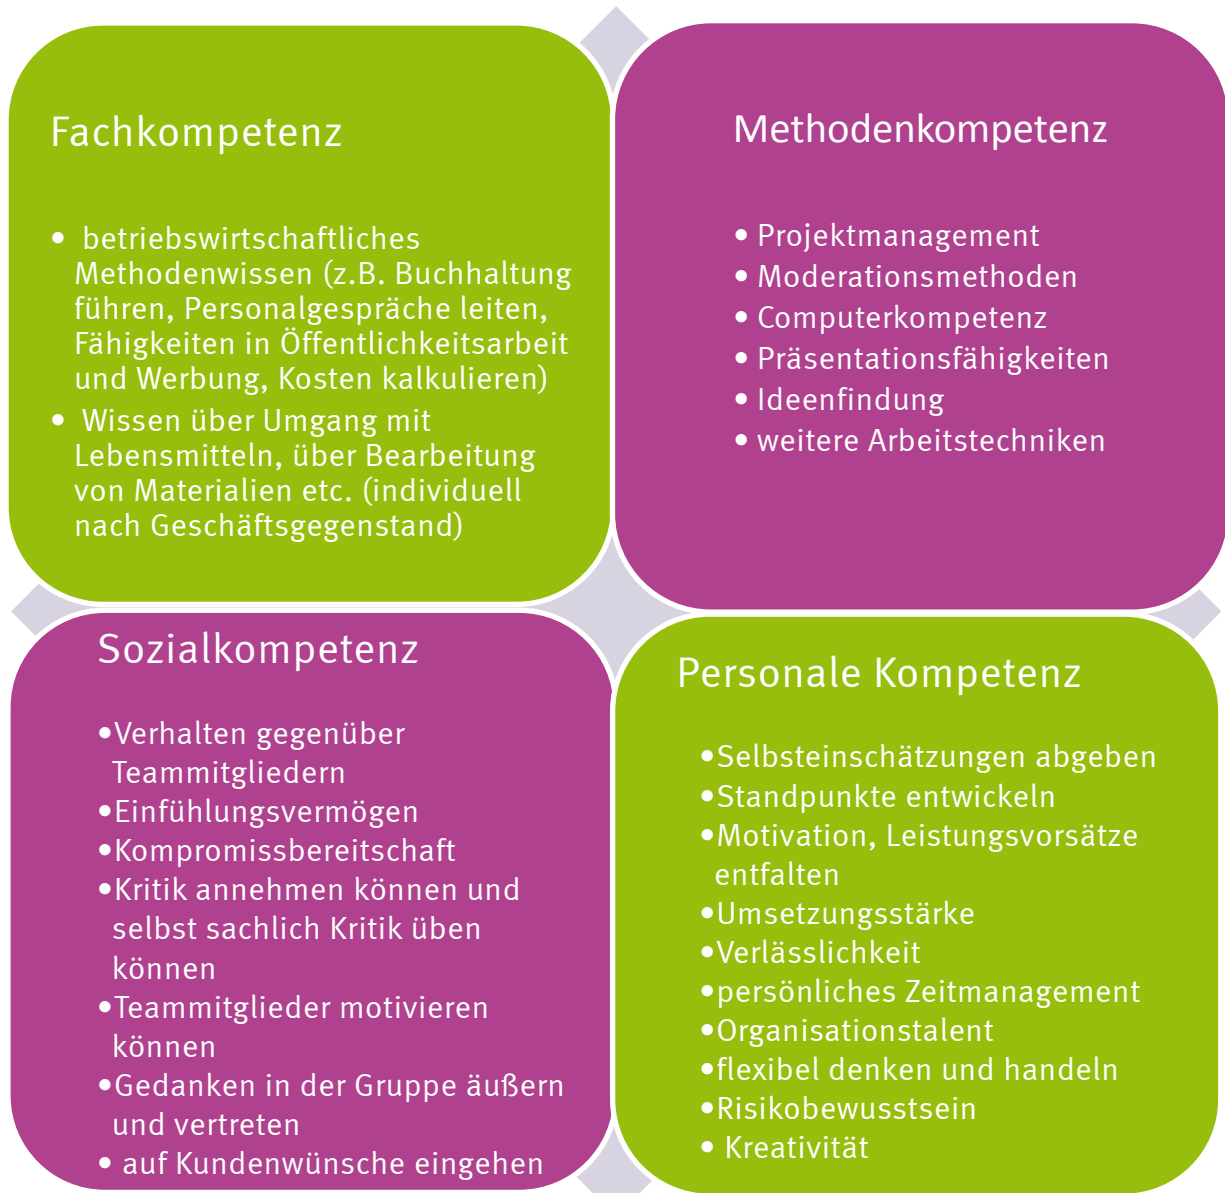 Fachkompetenz
• betriebswirtschaftliches
Methodenwissen (z.B. Buchhaltung
führen, Personalgespräche leiten,
Fähigkeiten in Öffentlichkeitsarbeit
und Werbung, Kosten kalkulieren)
• Wissen über Umgang mit
Lebensmitteln, über Bearbeitung
von Materialien etc. (individuell
nach Geschäftsgegenstand)
Methodenkompetenz
• Projektmanagement
• Moderationsmethoden
• Computerkompetenz
• Präsentationsfähigkeiten
• Ideenfindung
• weitere Arbeitstechniken
Sozialkompetenz
•Verhalten gegenüber
Teammitgliedern
•Einfühlungsvermögen
•Kompromissbereitschaft
•Kritik annehmen können und
selbst sachlich Kritik üben
können
•Teammitglieder motivieren
können
•Gedanken in der Gruppe äußern
und vertreten
• auf Kundenwünsche eingehen
Personale Kompetenz
•Selbsteinschätzungen abgeben
•Standpunkte entwickeln
•Motivation, Leistungsvorsätze
entfalten
•Umsetzungsstärke
•Verlässlichkeit
•persönliches Zeitmanagement
•Organisationstalent
•flexibel denken und handeln
•Risikobewusstsein
• Kreativität